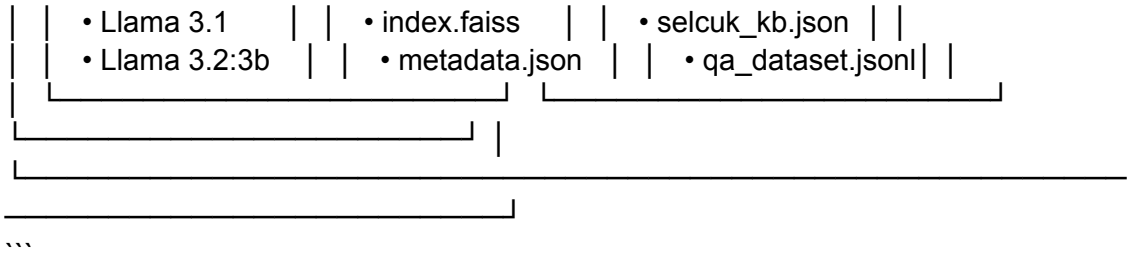 │ │ • Llama 3.1 │ │ • index.faiss │ │ • selcuk_kb.json │ │
│ │ • Llama 3.2:3b │ │ • metadata.json │ │ • qa_dataset.jsonl│ │
│ └─────────────────────────┘ └─────────────────────────┘
└─────────────────────────┘ │
└──────────────────────────────────────────────────────────────
────────────────────────────┘
```